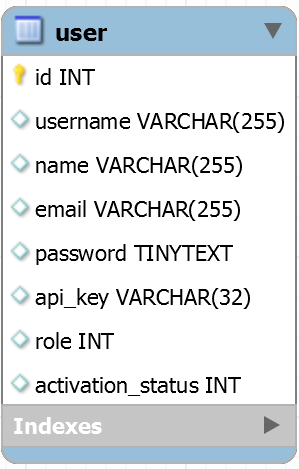 user
id INT
username VARCHAR(255)
name VARCHAR(255)
email VARCHAR(255)
password TINYTEXT
api_key VARCHAR(32)
role INT
activation_status INT
Indexes